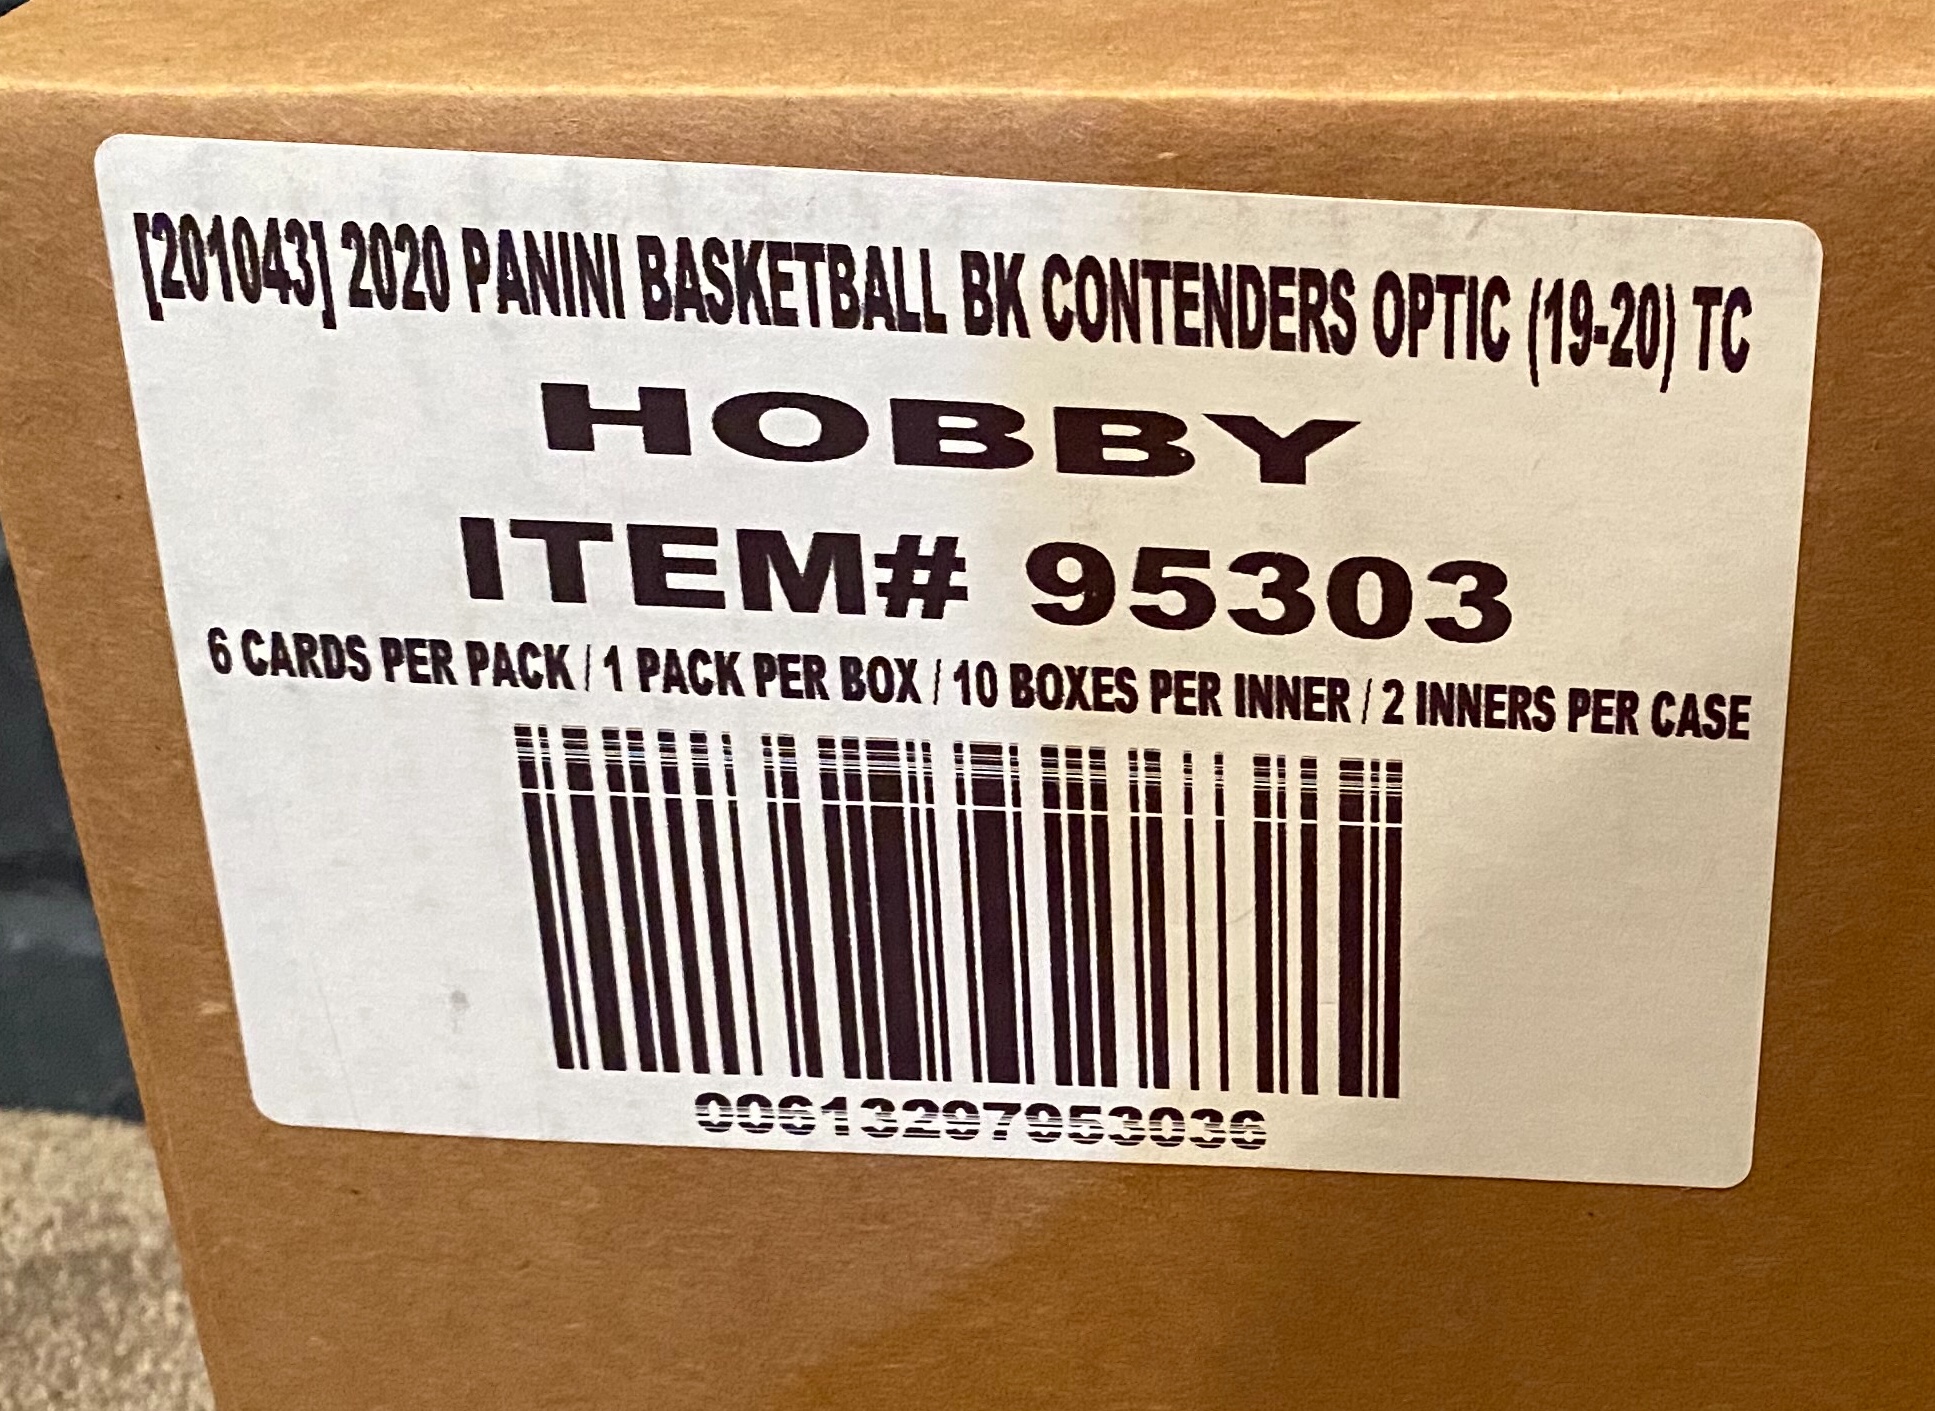 [201043] 2020 PANINI BASKETBALL BK CONTENDERS OPTIC (19-20) TC
HOBBY
ITEM# 95303
6 CARDS PER PACK / 1 PACK PER BOX / 10 BOXES PER INNER / 2 INNERS PER CASE
00613297953036